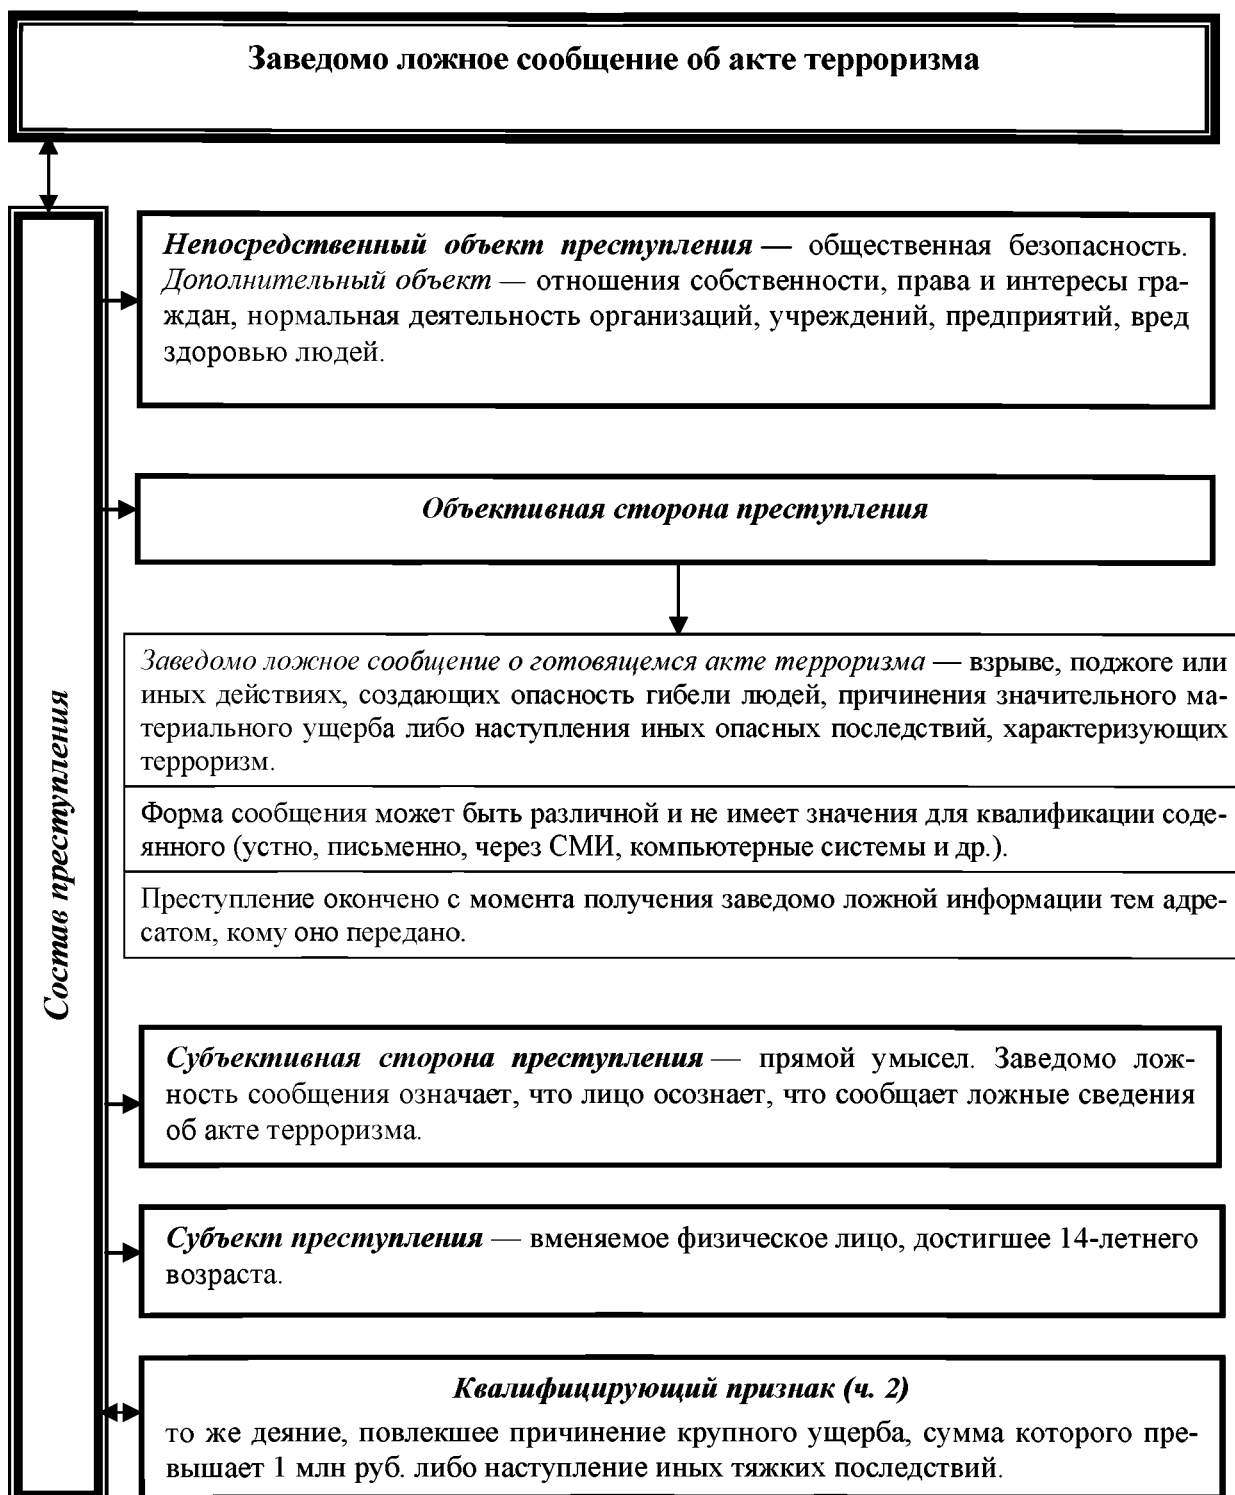 Заведомо ложное сообщение об акте терроризма
Состав преступления
Непосредственный объект преступления — общественная безопасность.
Дополнительный объект — отношения собственности, права и интересы гра-
ждан, нормальная деятельность организаций, учреждений, предприятий, вред
здоровью людей.
Объективная сторона преступления
Заведомо ложное сообщение о готовящемся акте терроризма — взрыве, поджоге или
иных действиях, создающих опасность гибели людей, причинения значительного ма-
териального ущерба либо наступления иных опасных последствий, характеризующих
терроризм.
Форма сообщения может быть различной и не имеет значения для квалификации соде-
янного (устно, письменно, через СМИ, компьютерные системы и др.).
Преступление окончено с момента получения заведомо ложной информации тем адре-
сатом, кому оно передано.
Субъективная сторона преступления — прямой умысел. Заведомо лож-
ность сообщения означает, что лицо осознает, что сообщает ложные сведения
об акте терроризма.
Субъект преступления — вменяемое физическое лицо, достигшее 14-летнего
возраста.
Квалифицирующий признак (ч. 2)
то же деяние, повлекшее причинение крупного ущерба, сумма которого пре-
вышает 1 млн руб. либо наступление иных тяжких последствий.